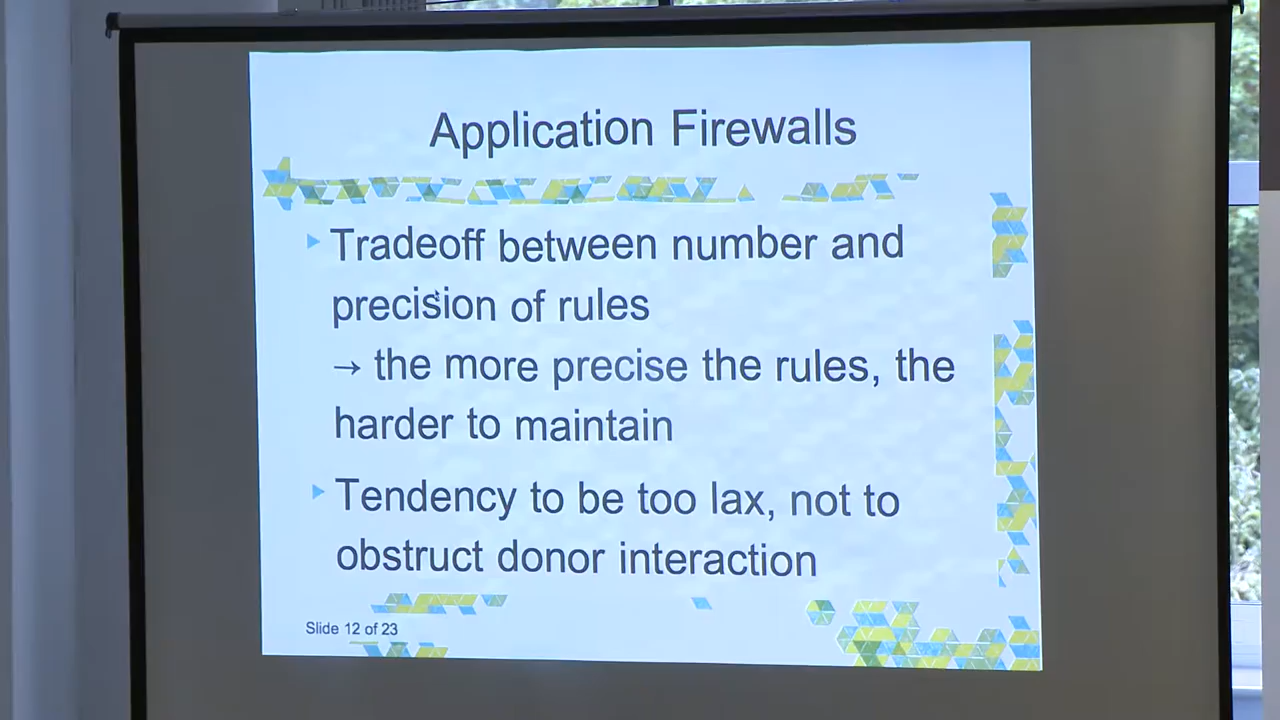 Application Firewalls
Tradeoff between number and
precision of rules
→ the more precise the rules, the
harder to maintain
Tendency to be too lax, not to
obstruct donor interaction
Slide 12 of 23